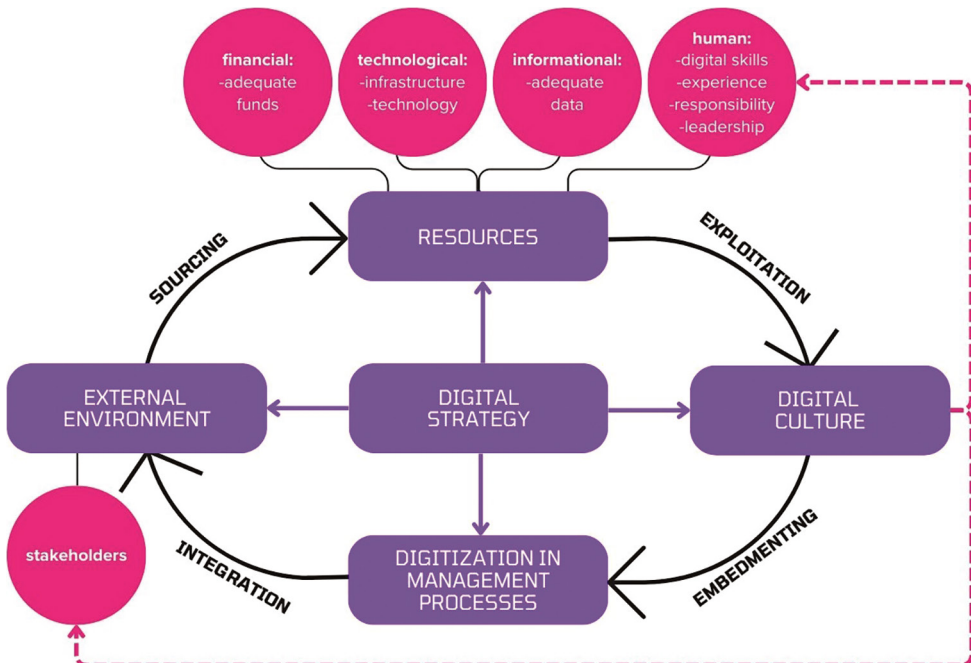 financial:
-adequate
funds
technological:
-infrastructure
-technology
informational:
-adequate
data
human:
-digital skills
-experience
-responsibility
-leadership
RESOURCES
SOURCING
EXPLOITATION
EXTERNAL
ENVIRONMENT
DIGITAL
STRATEGY
DIGITAL
CULTURE
stakeholders
INTEGRATION
DIGITIZATION IN
MANAGEMENT
PROCESSES
EMBEDMENTING